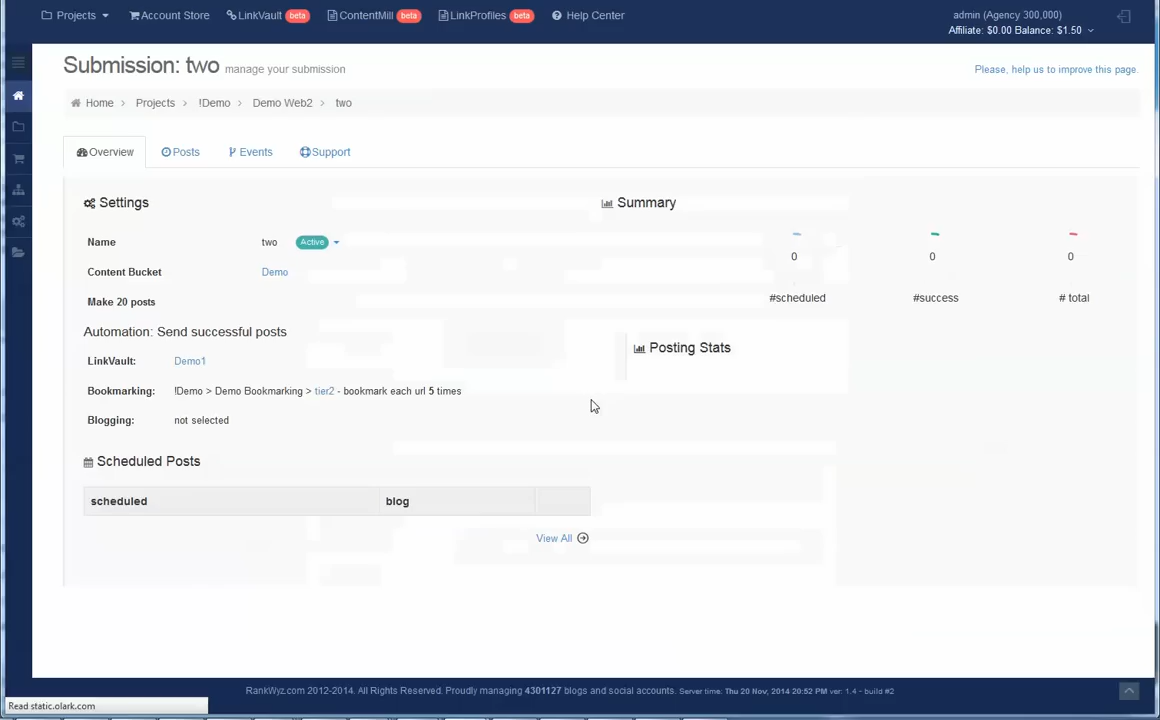 Projects Account Store LinkVault beta ContentMill beta LinkProfiles beta Help Center admin (Agency 300,000)
Affiliate: $0.00 Balance: $1.50
Submission: two manage your submission
Please, help us to improve this page.
Home > Projects > !Demo > Demo Web2 > two
Overview Posts Events Support
Settings
Summary
Name two Active
0 0 0
Content Bucket Demo
Make 20 posts
#scheduled #success # total
Automation: Send successful posts
Posting Stats
LinkVault: Demo1
Bookmarking: !Demo > Demo Bookmarking > tier2 - bookmark each url 5 times
Blogging: not selected
Scheduled Posts
scheduled blog
View All
RankWyz.com 2012-2014. All Rights Reserved. Proudly managing 4301127 blogs and social accounts. Server time: Thu 20 Nov, 2014 20:52 PM ver: 1.4 - build #2
Read static.olark.com